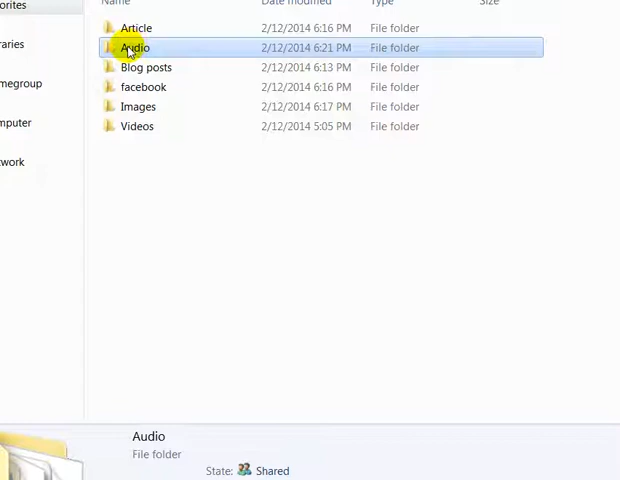 Name Date modified Type Size
Article 2/12/2014 6:16 PM File folder
Audio 2/12/2014 6:21 PM File folder
Blog posts 2/12/2014 6:13 PM File folder
facebook 2/12/2014 6:16 PM File folder
Images 2/12/2014 6:17 PM File folder
Videos 2/12/2014 5:05 PM File folder
orites
raries
megroup
mputer
twork
Audio
File folder
State: Shared